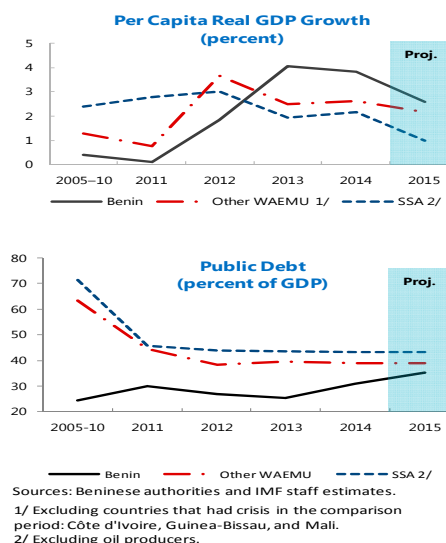 Per Capita Real GDP Growth
(percent)
5
Proj.
4
3
2
1
0
2005–10 2011 2012 2013 2014 2015
Benin Other WAEMU 1/ SSA 2/
80
Public Debt
(percent of GDP)
Proj.
70
60
50
40
30
20
2005-10 2011 2012 2013 2014 2015
Benin Other WAEMU SSA 2/
Sources: Beninese authorities and IMF staff estimates.
1/ Excluding countries that had crisis in the comparison
period: Côte d'Ivoire, Guinea-Bissau, and Mali.
2/ Excluding oil producers.